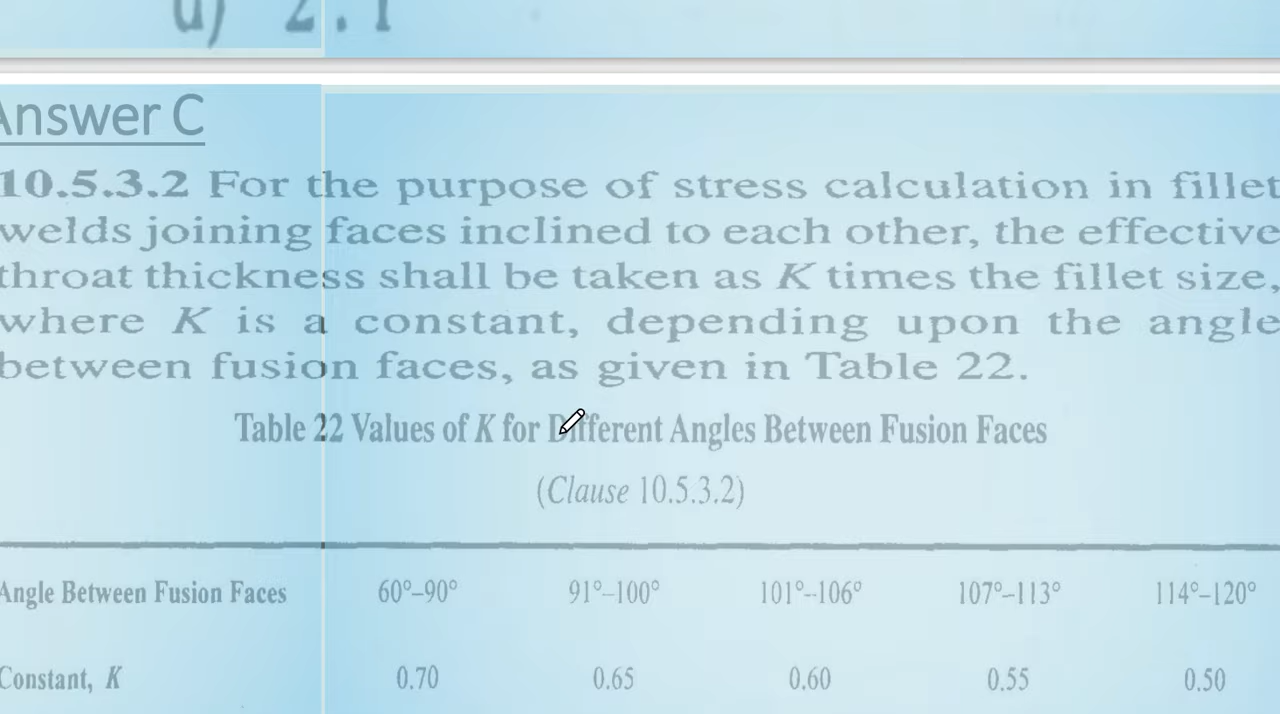 d) 2.1
Answer C
10.5.3.2 For the purpose of stress calculation in fillet
welds joining faces inclined to each other, the effective
throat thickness shall be taken as K times the fillet size,
where K is a constant, depending upon the angle
between fusion faces, as given in Table 22.
Table 22 Values of K for Different Angles Between Fusion Faces
(Clause 10.5.3.2)
Angle Between Fusion Faces 60°–90° 91°–100° 101°–106° 107°–113° 114°–120°
Constant, K 0.70 0.65 0.60 0.55 0.50